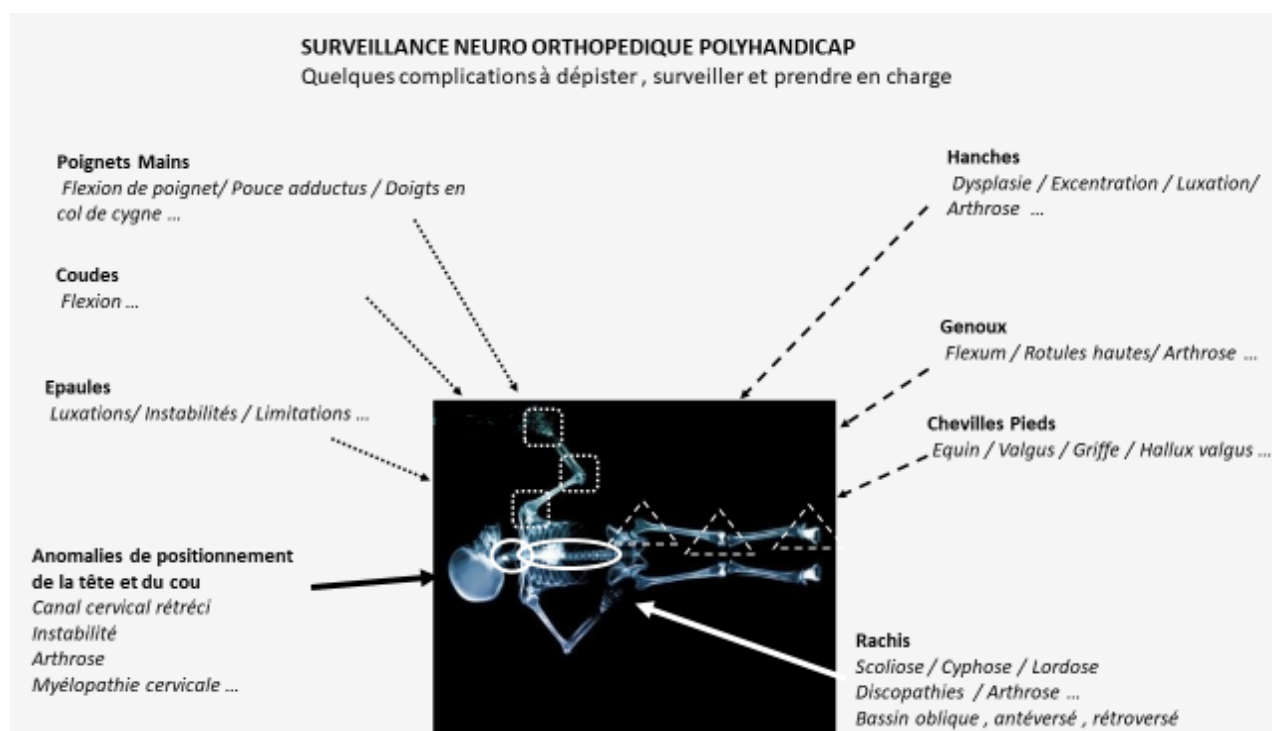 SURVEILLANCE NEURO ORTHOPEDIQUE POLYHANDICAP
Quelques complications à dépister , surveiller et prendre en charge
Poignets Mains
Flexion de poignet/ Pouce adductus / Doigts en
col de cygne ...
Coudes
Flexion ...
Epaules
Luxations/ Instabilités / Limitations ...
Anomalies de positionnement
de la tête et du cou
Canal cervical rétréci
Instabilité
Arthrose
Myélopathie cervicale ...
Hanches
Dysplasie / Excentration / Luxation/
Arthrose ...
Genoux
Flexum / Rotules hautes/ Arthrose ...
Chevilles Pieds
Equin / Valgus / Griffe / Hallux valgus ...
Rachis
Scoliose / Cyphose / Lordose
Discopathies / Arthrose ...
Bassin oblique , antéversé , rétroversé